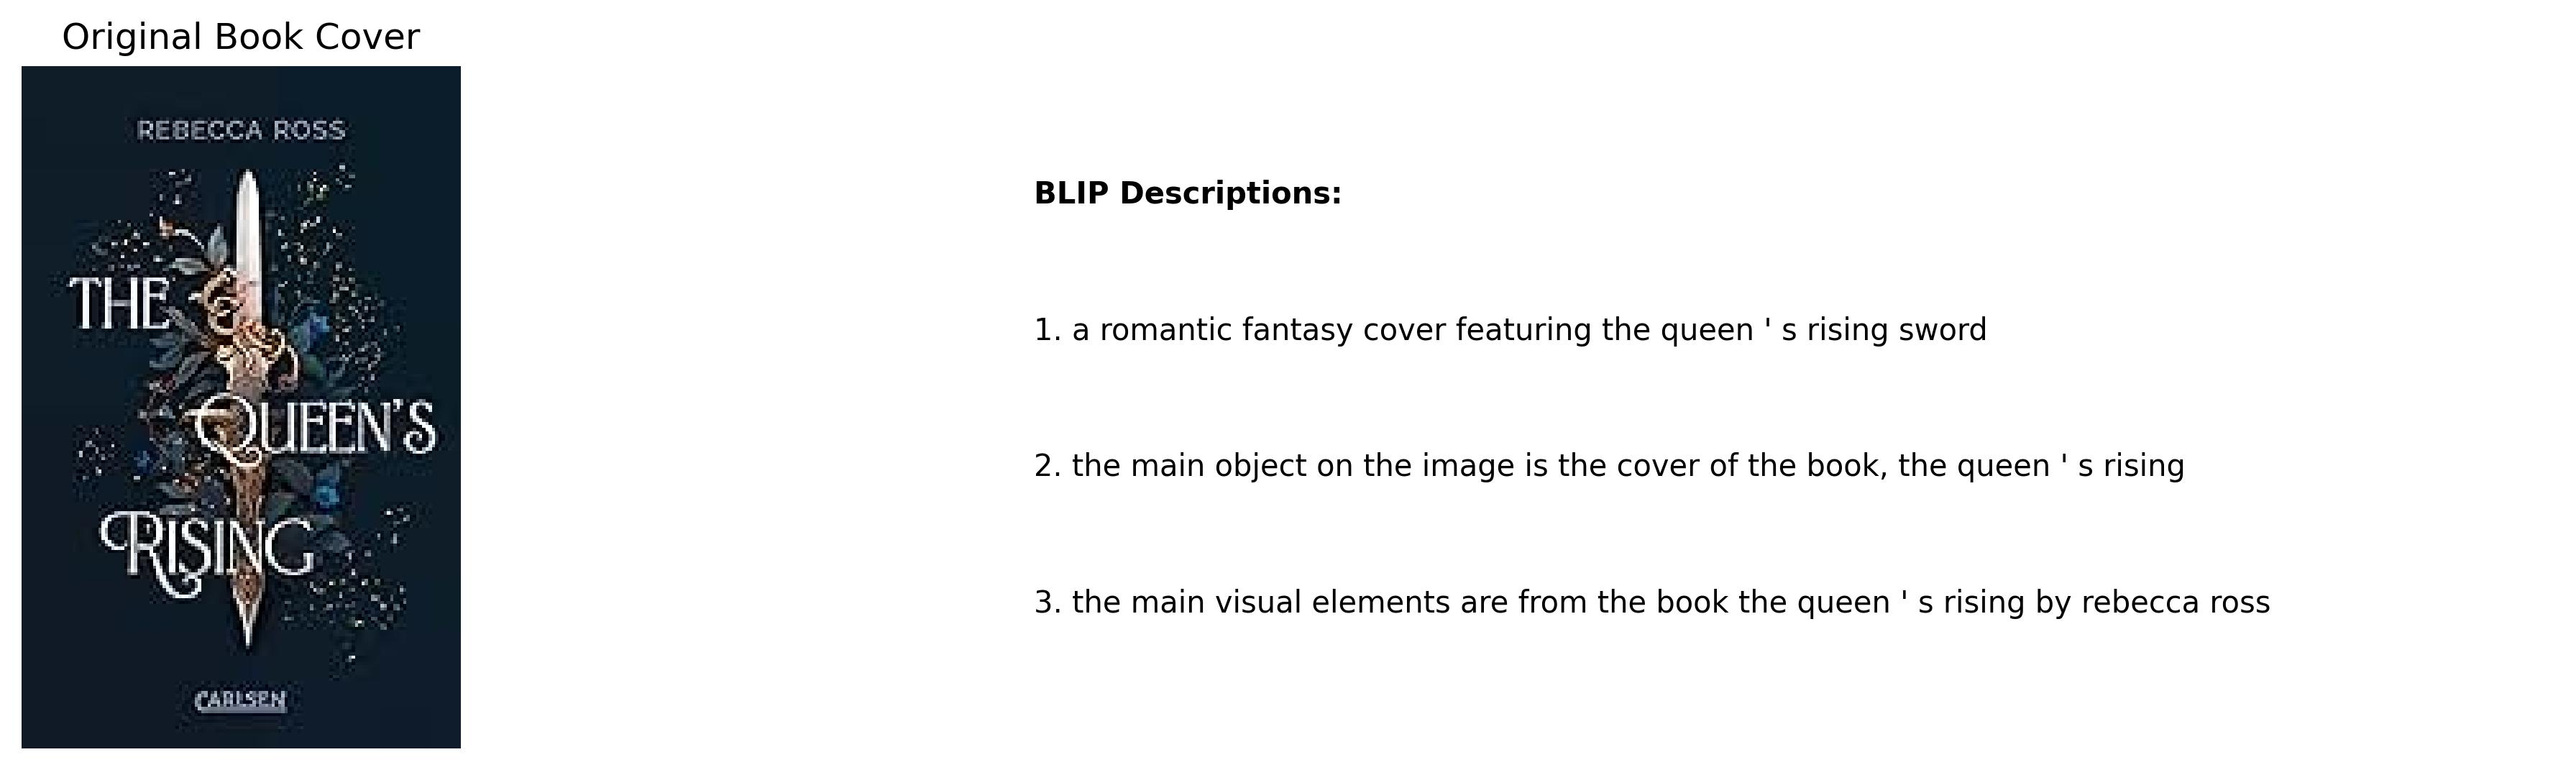 Original Book Cover
REBECCA ROSS
THE
QUEEN'S
RISING
CARLSEN
BLIP Descriptions:
1. a romantic fantasy cover featuring the queen ' s rising sword
2. the main object on the image is the cover of the book, the queen ' s rising
3. the main visual elements are from the book the queen ' s rising by rebecca ross